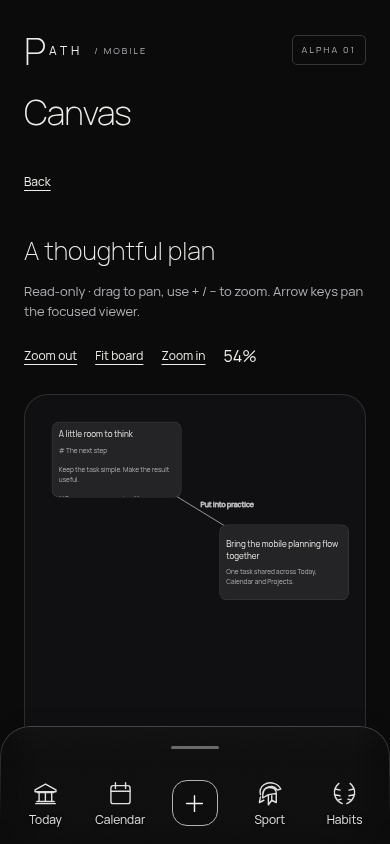 PATH / MOBILE
ALPHA 01
Canvas
Back
A thoughtful plan
Read-only · drag to pan, use + / − to zoom. Arrow keys pan
the focused viewer.
Zoom out Fit board Zoom in 54%
A little room to think
# The next step
Keep the task simple. Make the result
useful.
Put into practice
Bring the mobile planning flow
together
One task shared across Today,
Calendar and Projects.
Today Calendar Sport Habits